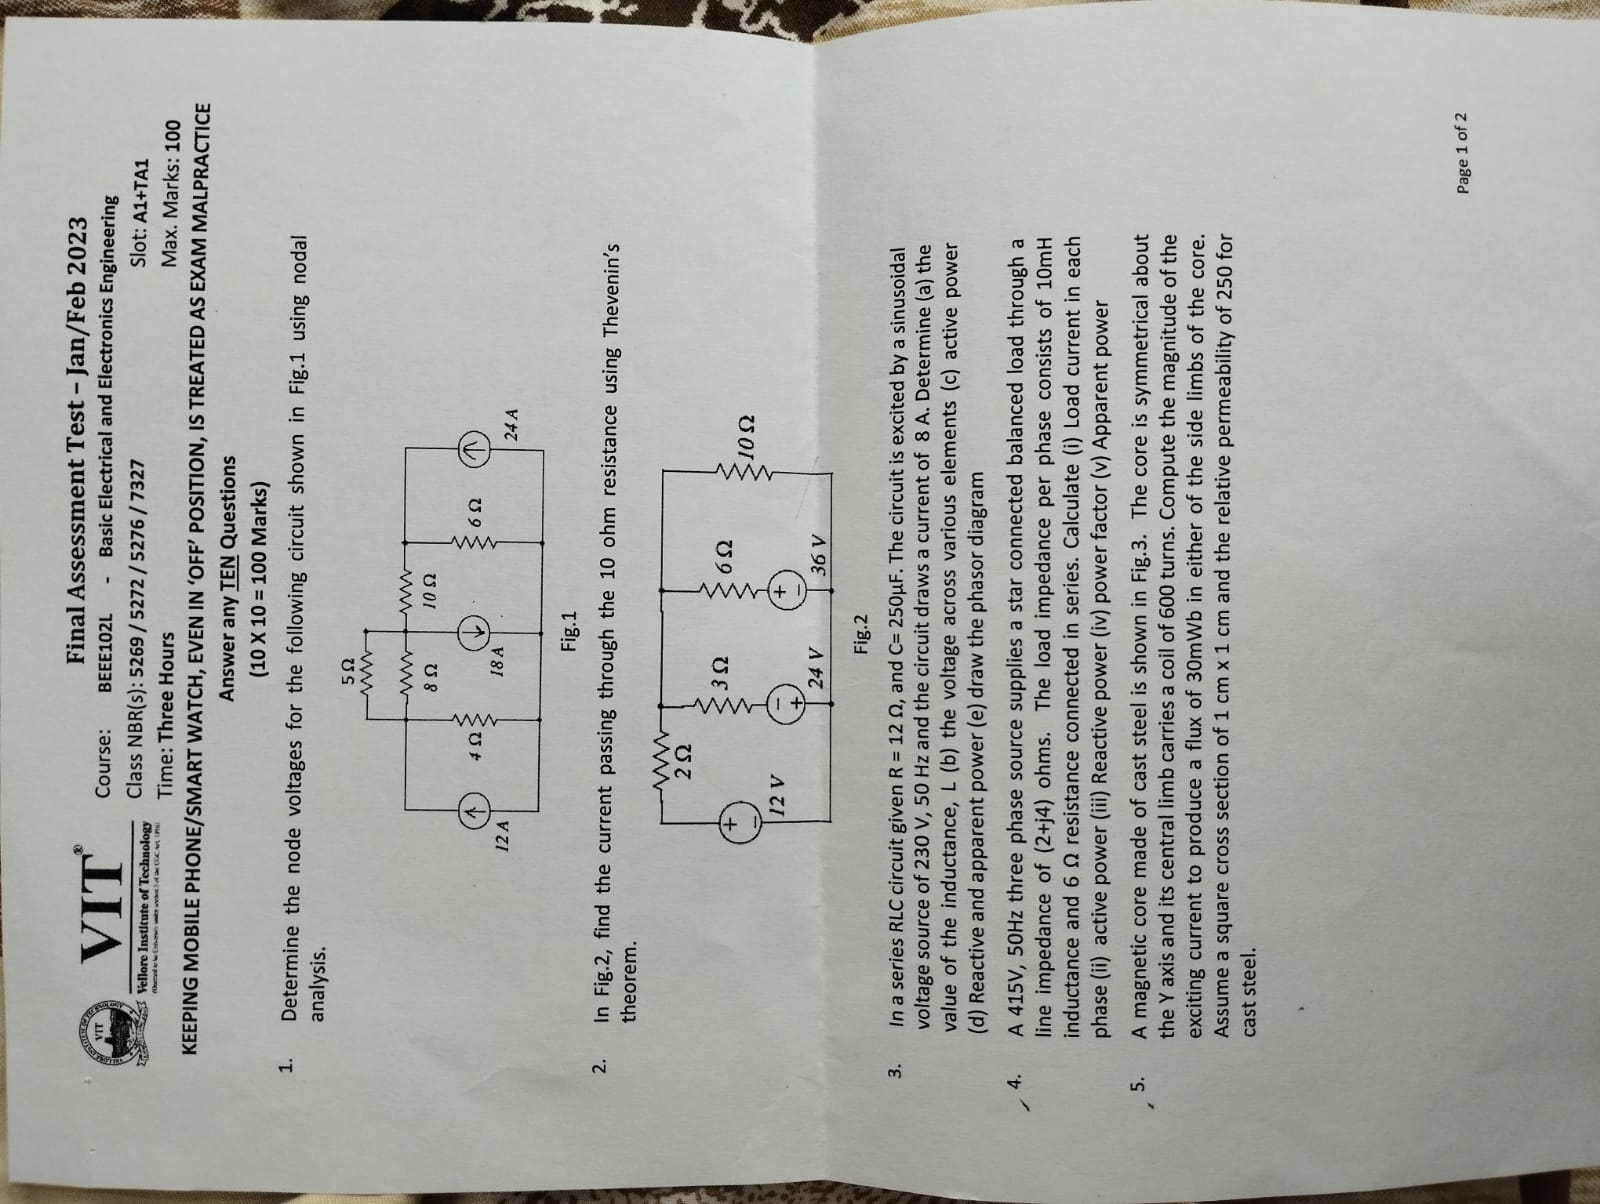 Final Assessment Test – Jan/Feb 2023
VIT
VIT®
Course: BEEE102L - Basic Electrical and Electronics Engineering
Vellore Institute of Technology
Class NBR(s): 5269 / 5272 / 5276 / 7327
Slot: A1+TA1
Time: Three Hours
Max. Marks: 100
KEEPING MOBILE PHONE/SMART WATCH, EVEN IN ‘OFF’ POSITION, IS TREATED AS EXAM MALPRACTICE
Answer any TEN Questions
(10 X 10 = 100 Marks)
1. Determine the node voltages for the following circuit shown in Fig.1 using nodal
analysis.
5 Ω
8 Ω
10 Ω
4 Ω
6 Ω
12 A
18 A
24 A
Fig.1
2. In Fig.2, find the current passing through the 10 ohm resistance using Thevenin’s
theorem.
2 Ω
3 Ω
6 Ω
10 Ω
+
−
12 V
−
+
24 V
+
−
36 V
Fig.2
3. In a series RLC circuit given R = 12 Ω, and C= 250µF. The circuit is excited by a sinusoidal
voltage source of 230 V, 50 Hz and the circuit draws a current of 8 A. Determine (a) the
value of the inductance, L (b) the voltage across various elements (c) active power
(d) Reactive and apparent power (e) draw the phasor diagram
4. A 415V, 50Hz three phase source supplies a star connected balanced load through a
line impedance of (2+j4) ohms. The load impedance per phase consists of 10mH
inductance and 6 Ω resistance connected in series. Calculate (i) Load current in each
phase (ii) active power (iii) Reactive power (iv) power factor (v) Apparent power
5. A magnetic core made of cast steel is shown in Fig.3. The core is symmetrical about
the Y axis and its central limb carries a coil of 600 turns. Compute the magnitude of the
exciting current to produce a flux of 30mWb in either of the side limbs of the core.
Assume a square cross section of 1 cm x 1 cm and the relative permeability of 250 for
cast steel.
Page 1 of 2